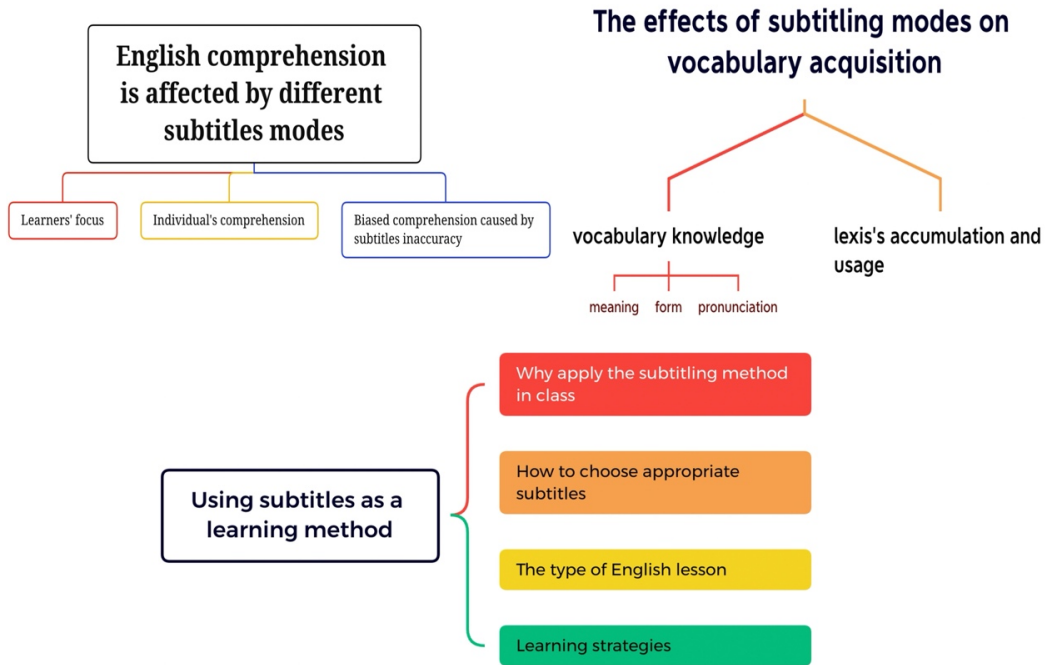 English comprehension
is affected by different
subtitles modes
Learners' focus
Individual's comprehension
Biased comprehension caused by
subtitles inaccuracy
The effects of subtitling modes on
vocabulary acquisition
vocabulary knowledge
lexis's accumulation and
usage
meaning
form
pronunciation
Using subtitles as a
learning method
Why apply the subtitling method
in class
How to choose appropriate
subtitles
The type of English lesson
Learning strategies